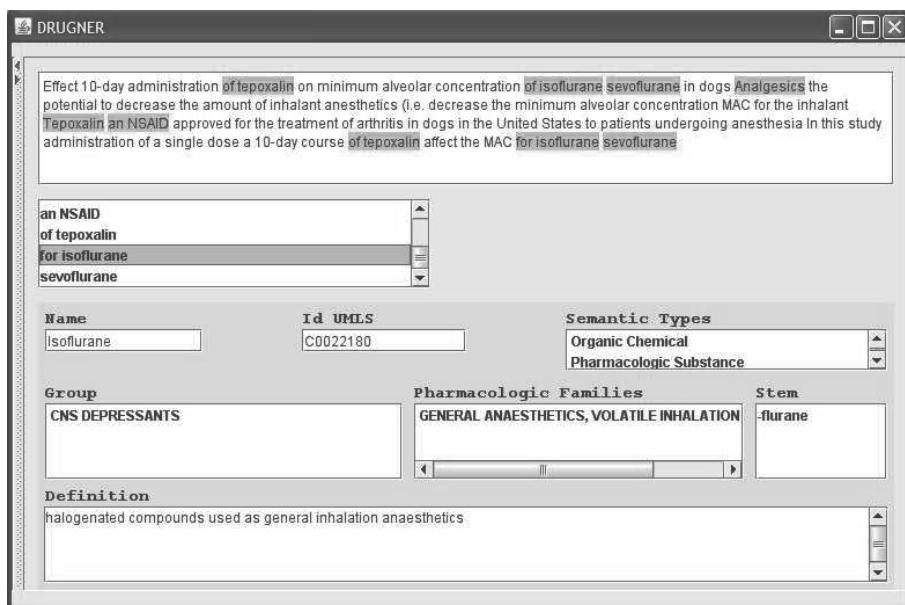 DRUGNER
Effect 10-day administration of tepoxalin on minimum alveolar concentration of isoflurane sevoflurane in dogs Analgesics the
potential to decrease the amount of inhalant anesthetics (i.e. decrease the minimum alveolar concentration MAC for the inhalant
Tepoxalin an NSAID approved for the treatment of arthritis in dogs in the United States to patients undergoing anesthesia In this study
administration of a single dose a 10-day course of tepoxalin affect the MAC for isoflurane sevoflurane
an NSAID
of tepoxalin
for isoflurane
sevoflurane
Name Id UMLS Semantic Types
Isoflurane C0022180 Organic Chemical
Pharmacologic Substance
Group Pharmacologic Families Stem
CNS DEPRESSANTS GENERAL ANAESTHETICS, VOLATILE INHALATION -flurane
Definition
halogenated compounds used as general inhalation anaesthetics